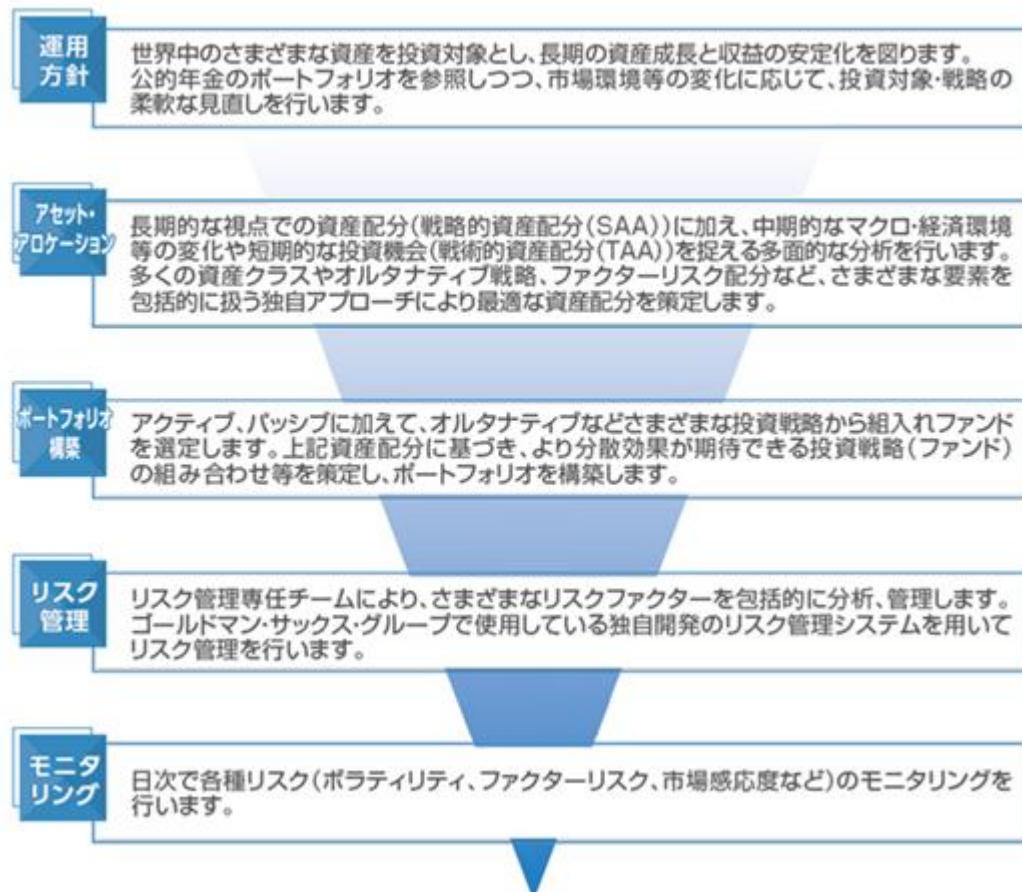 運用
方針
世界中のさまざまな資産を投資対象とし、長期の資産成長と収益の安定化を図ります。
公的年金のポートフォリオを参照しつつ、市場環境等の変化に応じて、投資対象・戦略の
柔軟な見直しを行います。
アセット・
アロケーション
長期的な視点での資産配分(戦略的資産配分(SAA))に加え、中期的なマクロ・経済環境
等の変化や短期的な投資機会(戦術的資産配分(TAA))を捉える多面的な分析を行います。
多くの資産クラスやオルタナティブ戦略、ファクターリスク配分など、さまざまな要素を
包括的に扱う独自アプローチにより最適な資産配分を策定します。
ポートフォリオ
構築
アクティブ、パッシブに加えて、オルタナティブなどさまざまな投資戦略から組入れファンド
を選定します。上記資産配分に基づき、より分散効果が期待できる投資戦略(ファンド)
の組み合わせ等を策定し、ポートフォリオを構築します。
リスク
管理
リスク管理専任チームにより、さまざまなリスクファクターを包括的に分析、管理します。
ゴールドマン・サックス・グループで使用している独自開発のリスク管理システムを用いて
リスク管理を行います。
モニタ
リング
日次で各種リスク(ボラティリティ、ファクターリスク、市場感応度など)のモニタリングを
行います。